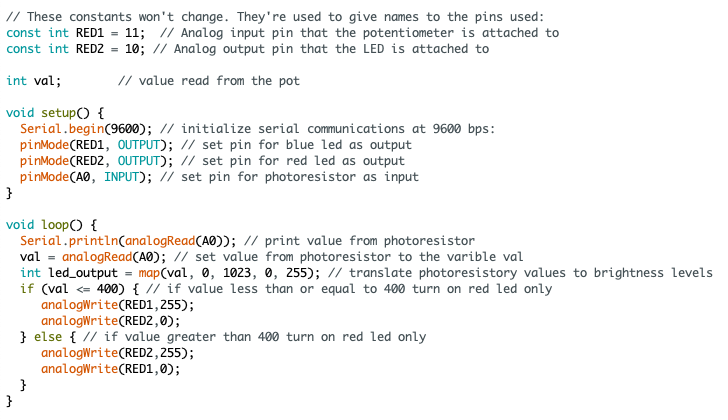 // These constants won't change. They're used to give names to the pins used:
const int RED1 = 11;  // Analog input pin that the potentiometer is attached to
const int RED2 = 10; // Analog output pin that the LED is attached to

int val;        // value read from the pot

void setup() {
  Serial.begin(9600); // initialize serial communications at 9600 bps:
  pinMode(RED1, OUTPUT); // set pin for blue led as output
  pinMode(RED2, OUTPUT); // set pin for red led as output
  pinMode(A0, INPUT); // set pin for photoresistor as input
}

void loop() {
  Serial.println(analogRead(A0)); // print value from photoresistor
  val = analogRead(A0); // set value from photoresistor to the varible val
  int led_output = map(val, 0, 1023, 0, 255); // translate photoresistory values to brightness levels
  if (val <= 400) { // if value less than or equal to 400 turn on red led only
     analogWrite(RED1,255);
     analogWrite(RED2,0);
  } else { // if value greater than 400 turn on red led only
     analogWrite(RED2,255);
     analogWrite(RED1,0);
  }
}